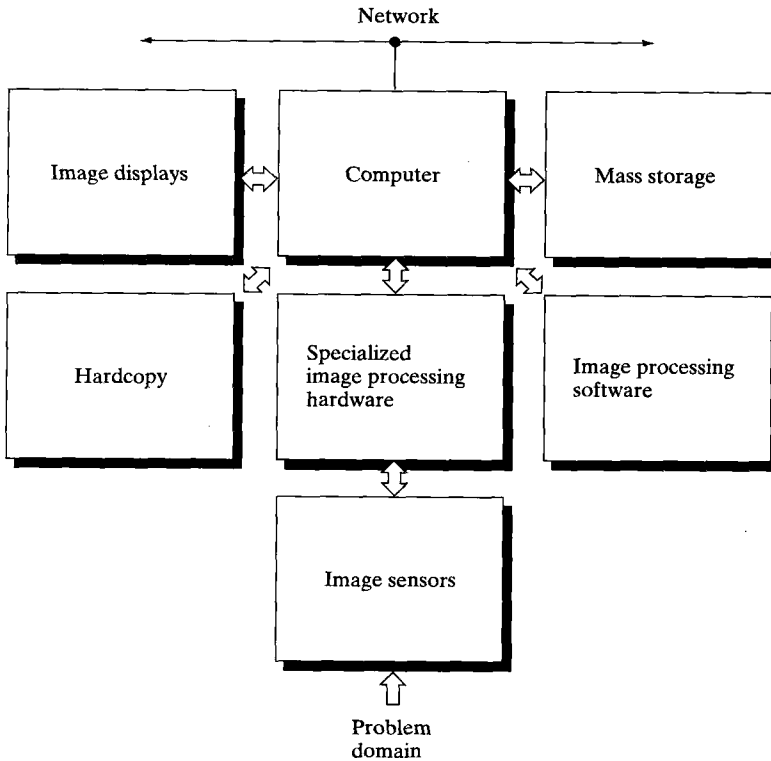 Network
Image displays
Computer
Mass storage
Hardcopy
Specialized
image processing
hardware
Image processing
software
Image sensors
Problem
domain